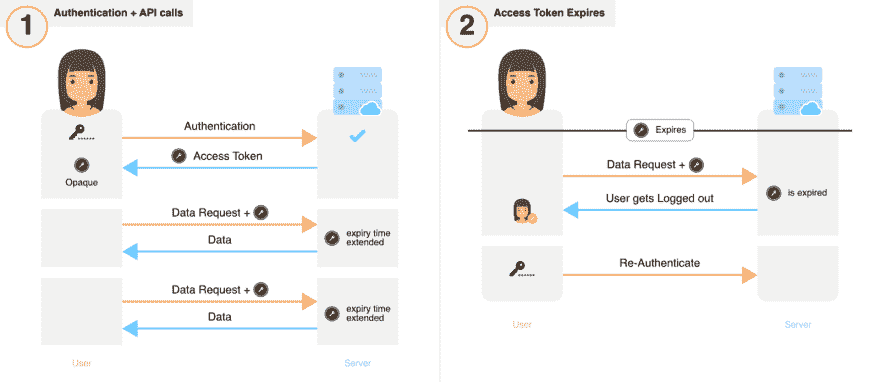 1
Authentication + API calls
Authentication
Access Token
Opaque
Data Request +
Data
expiry time
extended
Data Request +
Data
expiry time
extended
User
Server
2
Access Token Expires
Expires
Data Request +
is expired
User gets Logged out
Re-Authenticate
User
Server